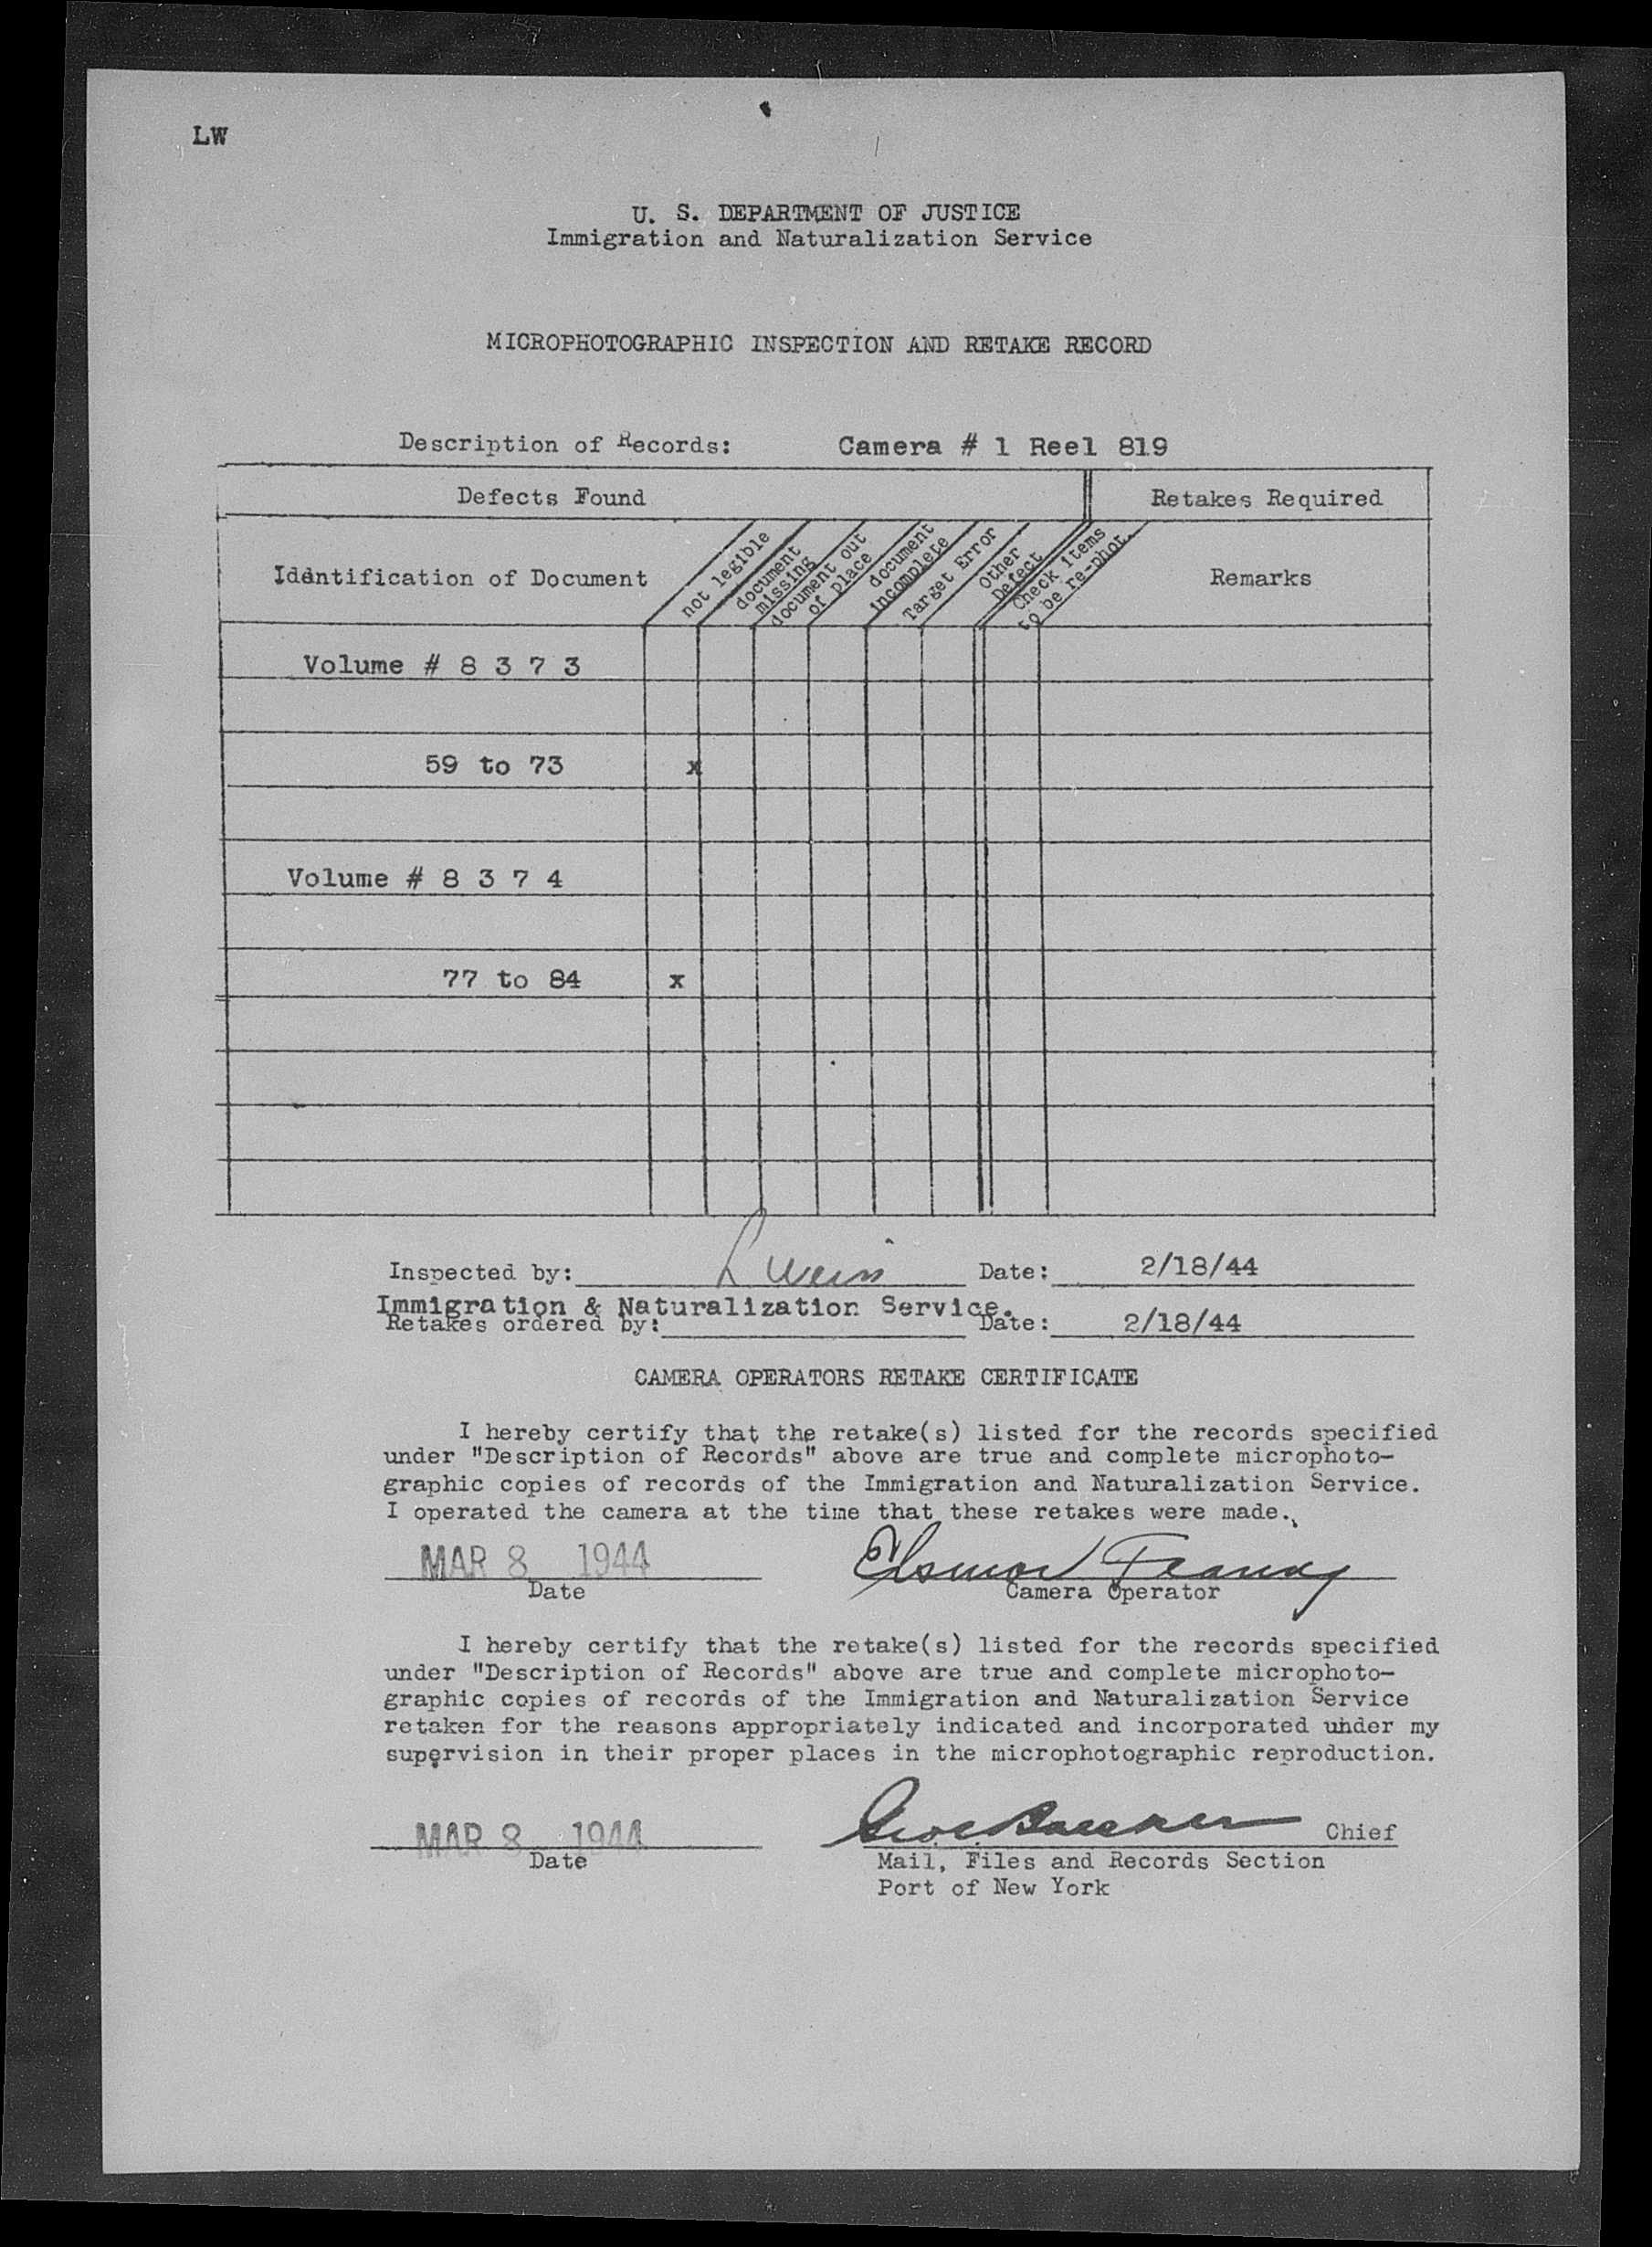 LW
U. S. DEPARTMENT OF JUSTICE
Immigration and Naturalization Service
MICROPHOTOGRAPHIC INSPECTION AND RETAKE RECORD
Description of Records: Camera # 1 Reel 819
Defects Found Retakes Required
Identification of Document
not legible
document missing
document out of place
document incomplete
Target Error
Other Defect
Check items to be re-phot.
Remarks
Volume # 8 3 7 3
59 to 73 x
Volume # 8 3 7 4
77 to 84 x
Inspected by: L Weiss Date: 2/18/44
Immigration & Naturalization Service.
Retakes ordered by: Date: 2/18/44
CAMERA OPERATORS RETAKE CERTIFICATE
I hereby certify that the retake(s) listed for the records specified
under "Description of Records" above are true and complete microphoto-
graphic copies of records of the Immigration and Naturalization Service.
I operated the camera at the time that these retakes were made.
MAR 8 1944
Date Camera Operator
I hereby certify that the retake(s) listed for the records specified
under "Description of Records" above are true and complete microphoto-
graphic copies of records of the Immigration and Naturalization Service
retaken for the reasons appropriately indicated and incorporated under my
supervision in their proper places in the microphotographic reproduction.
MAR 8 1944 Chief
Date Mail, Files and Records Section
Port of New York